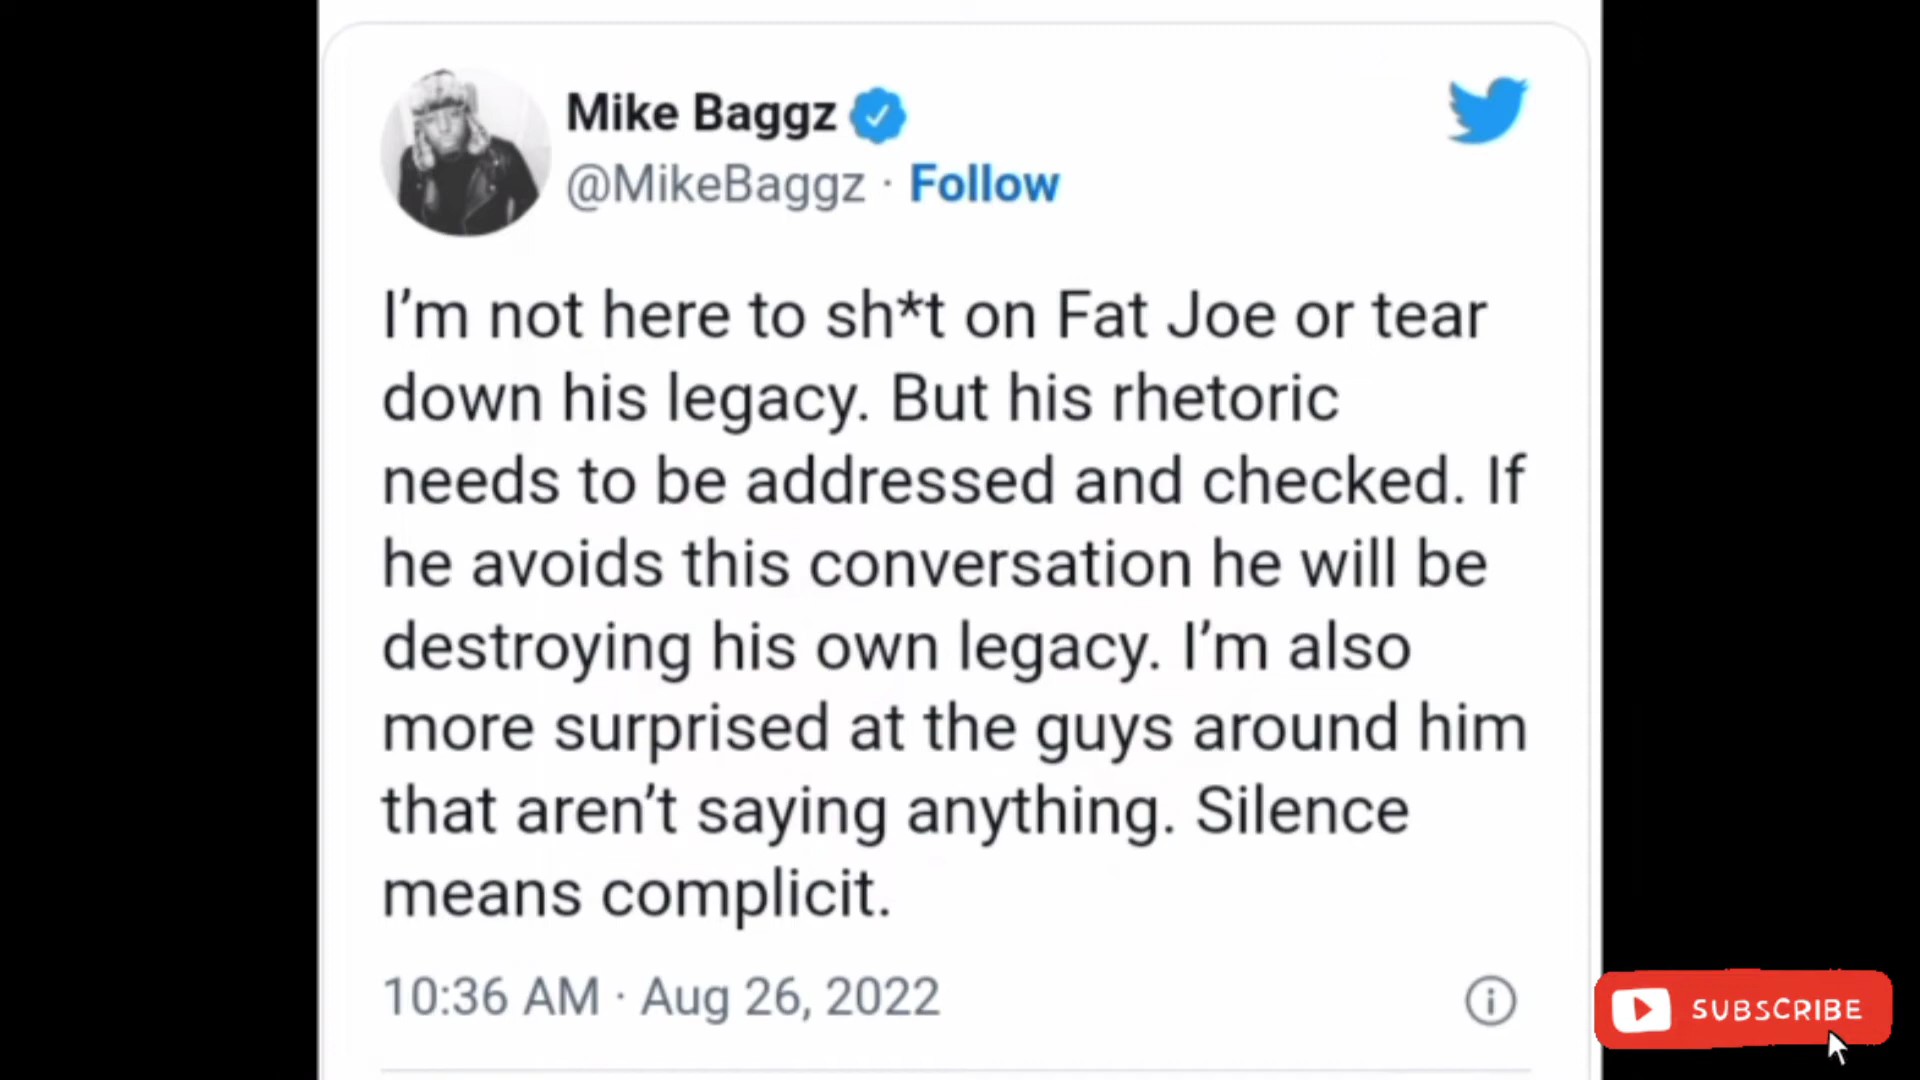 Mike Baggz
@MikeBaggz · Follow
I’m not here to sh*t on Fat Joe or tear
down his legacy. But his rhetoric
needs to be addressed and checked. If
he avoids this conversation he will be
destroying his own legacy. I’m also
more surprised at the guys around him
that aren’t saying anything. Silence
means complicit.
10:36 AM · Aug 26, 2022
SUBSCRIBE